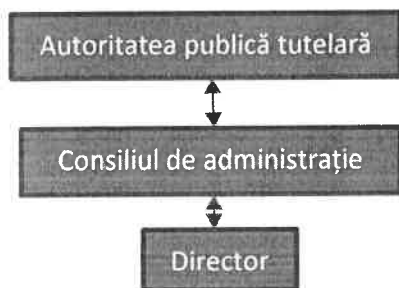 Autoritatea publică tutelară
Consiliul de administrație
Director